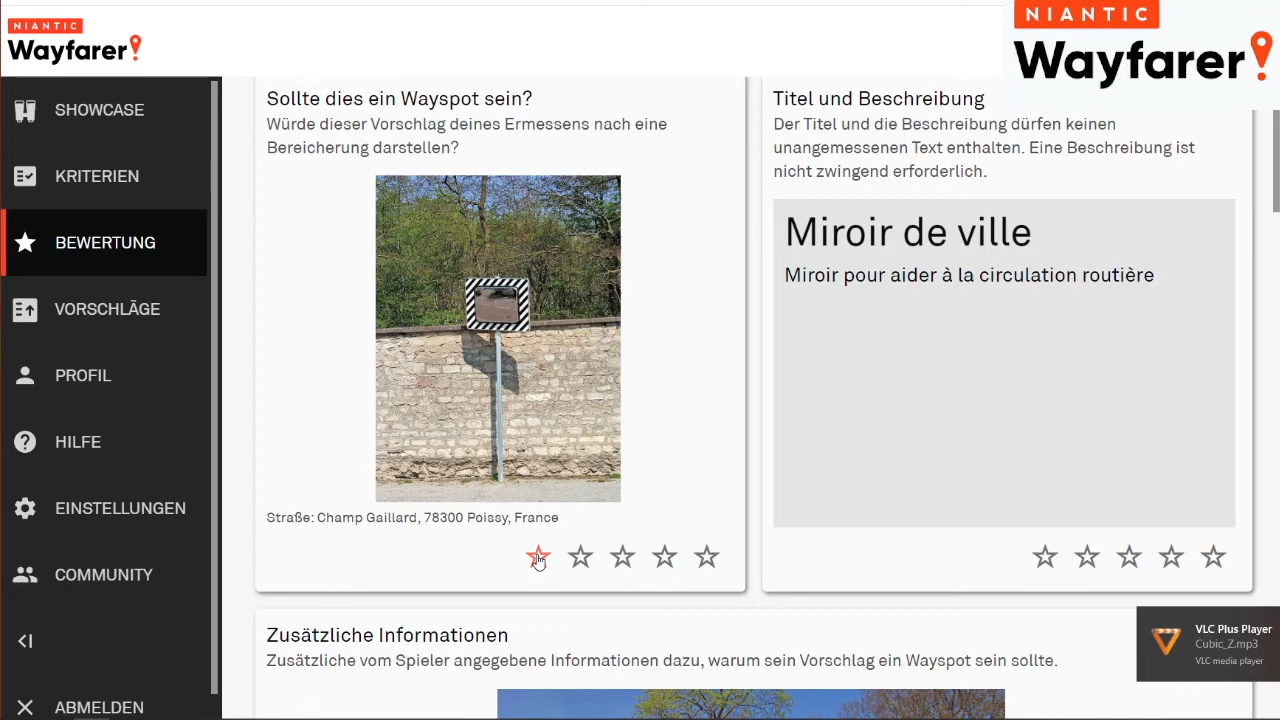 NIANTIC
Wayfarer!
NIANTIC
Wayfarer!
SHOWCASE
KRITERIEN
BEWERTUNG
VORSCHLÄGE
PROFIL
HILFE
EINSTELLUNGEN
COMMUNITY
ABMELDEN
Sollte dies ein Wayspot sein?
Würde dieser Vorschlag deines Ermessens nach eine
Bereicherung darstellen?
Straße: Champ Gaillard, 78300 Poissy, France
Titel und Beschreibung
Der Titel und die Beschreibung dürfen keinen
unangemessenen Text enthalten. Eine Beschreibung ist
nicht zwingend erforderlich.
Miroir de ville
Miroir pour aider à la circulation routière
Zusätzliche Informationen
Zusätzliche vom Spieler angegebene Informationen dazu, warum sein Vorschlag ein Wayspot sein sollte.
VLC Plus Player
Cubic_Z.mp3
VLC media player